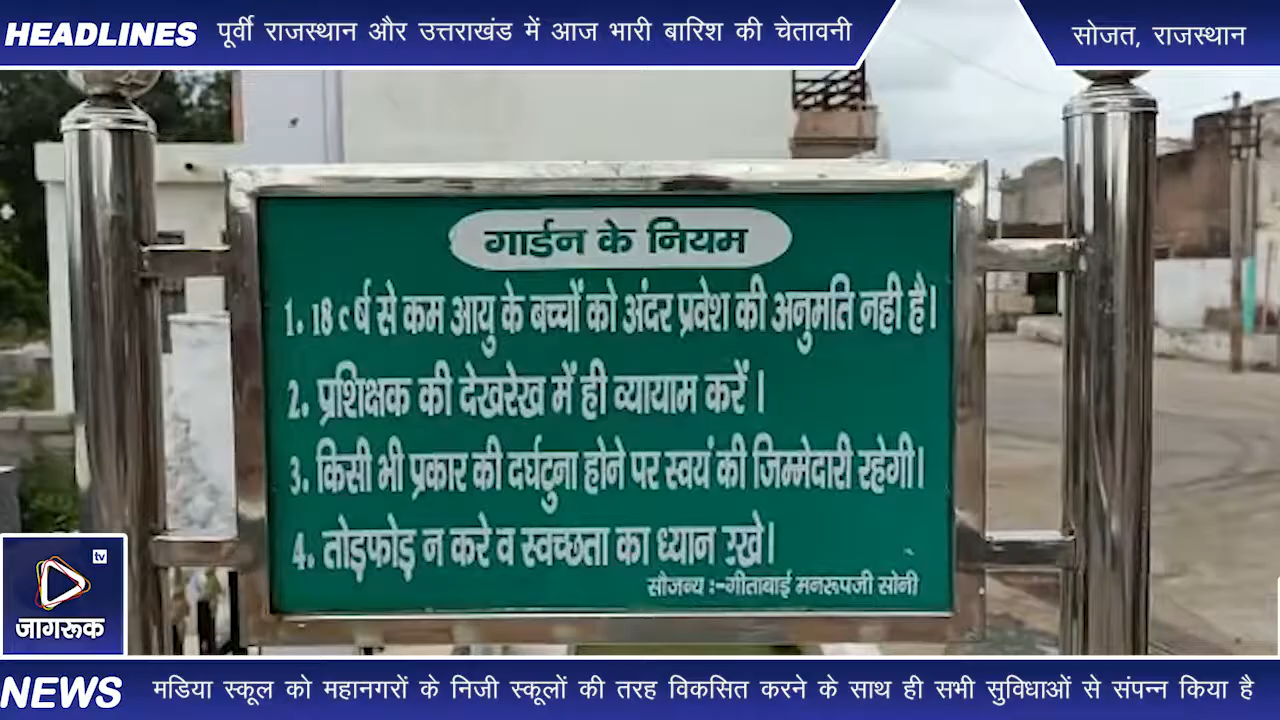 HEADLINES पूर्वी राजस्थान और उत्तराखंड में आज भारी बारिश की चेतावनी
सोजत, राजस्थान
गार्डन के नियम
1. 18 वर्ष से कम आयु के बच्चों को अंदर प्रवेश की अनुमति नही है।
2. प्रशिक्षक की देखरेख में ही व्यायाम करें ।
3. किसी भी प्रकार की दर्घटुना होने पर स्वयं की जिम्मेदारी रहेगी।
4. तोड़फोड़ न करे व स्वच्छता का ध्यान रखे।
सौजन्य :-गीताबाई मनरूपजी सोनी
tv
जागरूक
NEWS मडिया स्कूल को महानगरों के निजी स्कूलों की तरह विकसित करने के साथ ही सभी सुविधाओं से संपन्न किया है